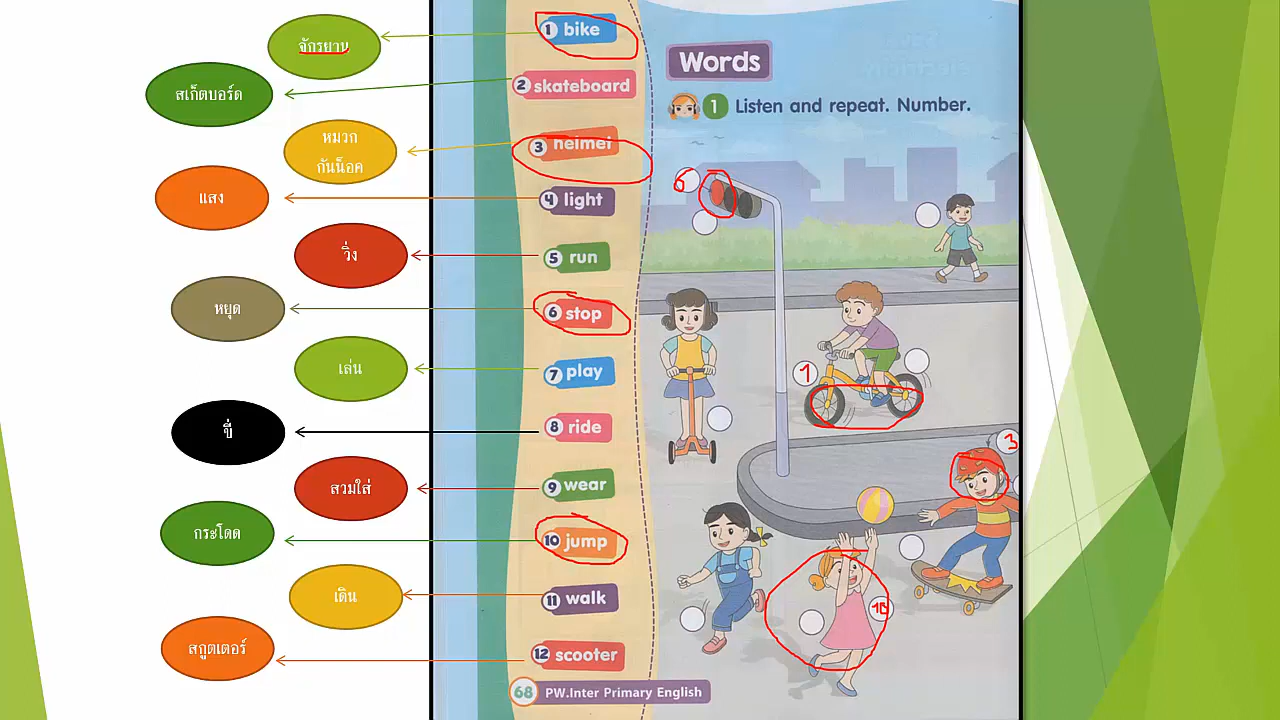 จักรยาน
1 bike
สเก็ตบอร์ด
2 skateboard
หมวก
กันน็อค
3 helmet
แสง
4 light
วิ่ง
5 run
หยุด
6 stop
เล่น
7 play
ขี่
8 ride
สวมใส่
9 wear
กระโดด
10 jump
เดิน
11 walk
สกูตเตอร์
12 scooter
68 PW.Inter Primary English
Words
1 Listen and repeat. Number.
6
1
3
10